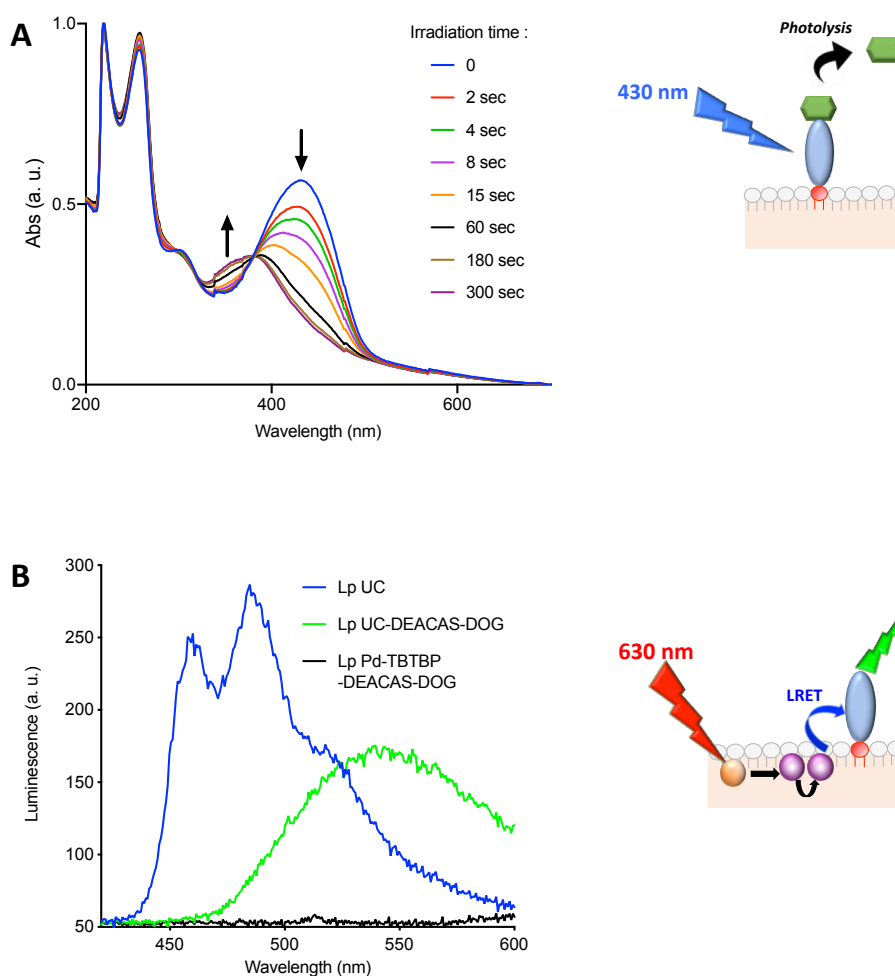 A
1.0
0.5
0.0
Abs (a. u.)
200
400
600
Wavelength (nm)
Irradiation time :
0
2 sec
4 sec
8 sec
15 sec
60 sec
180 sec
300 sec
Photolysis
430 nm
B
300
250
200
150
100
50
Luminescence (a. u.)
450
500
550
600
Wavelength (nm)
Lp UC
Lp UC-DEACAS-DOG
Lp Pd-TBTBP
-DEACAS-DOG
630 nm
LRET